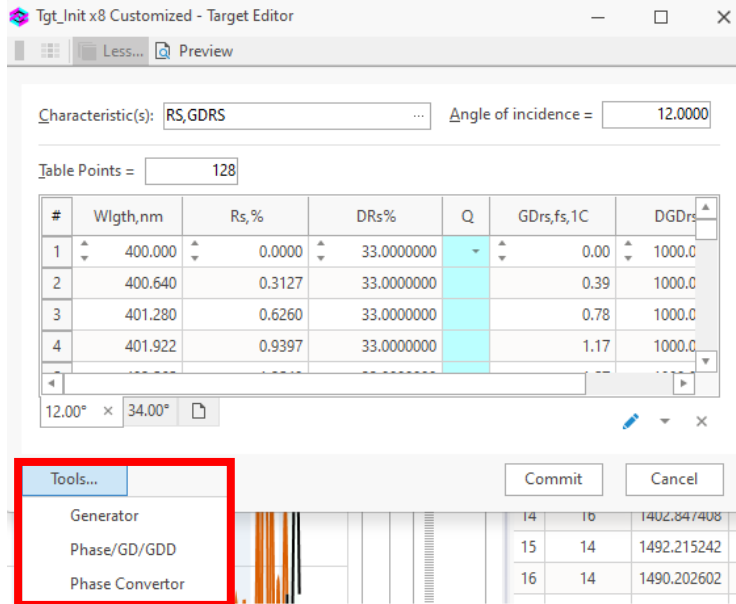 Tgt_Init x8 Customized - Target Editor
Less... Preview
Characteristic(s): RS,GDRS ... Angle of incidence = 12.0000
Table Points = 128
# Wlgth,nm Rs,% DRs% Q GDrs,fs,1C DGDrs
1 400.000 0.0000 33.0000000 0.00 1000.0
2 400.640 0.3127 33.0000000 0.39 1000.0
3 401.280 0.6260 33.0000000 0.78 1000.0
4 401.922 0.9397 33.0000000 1.17 1000.0
12.00° × 34.00°
Tools... Commit Cancel
Generator
14 16 1402.847408
Phase/GD/GDD
15 14 1492.215242
Phase Convertor
16 14 1490.202602